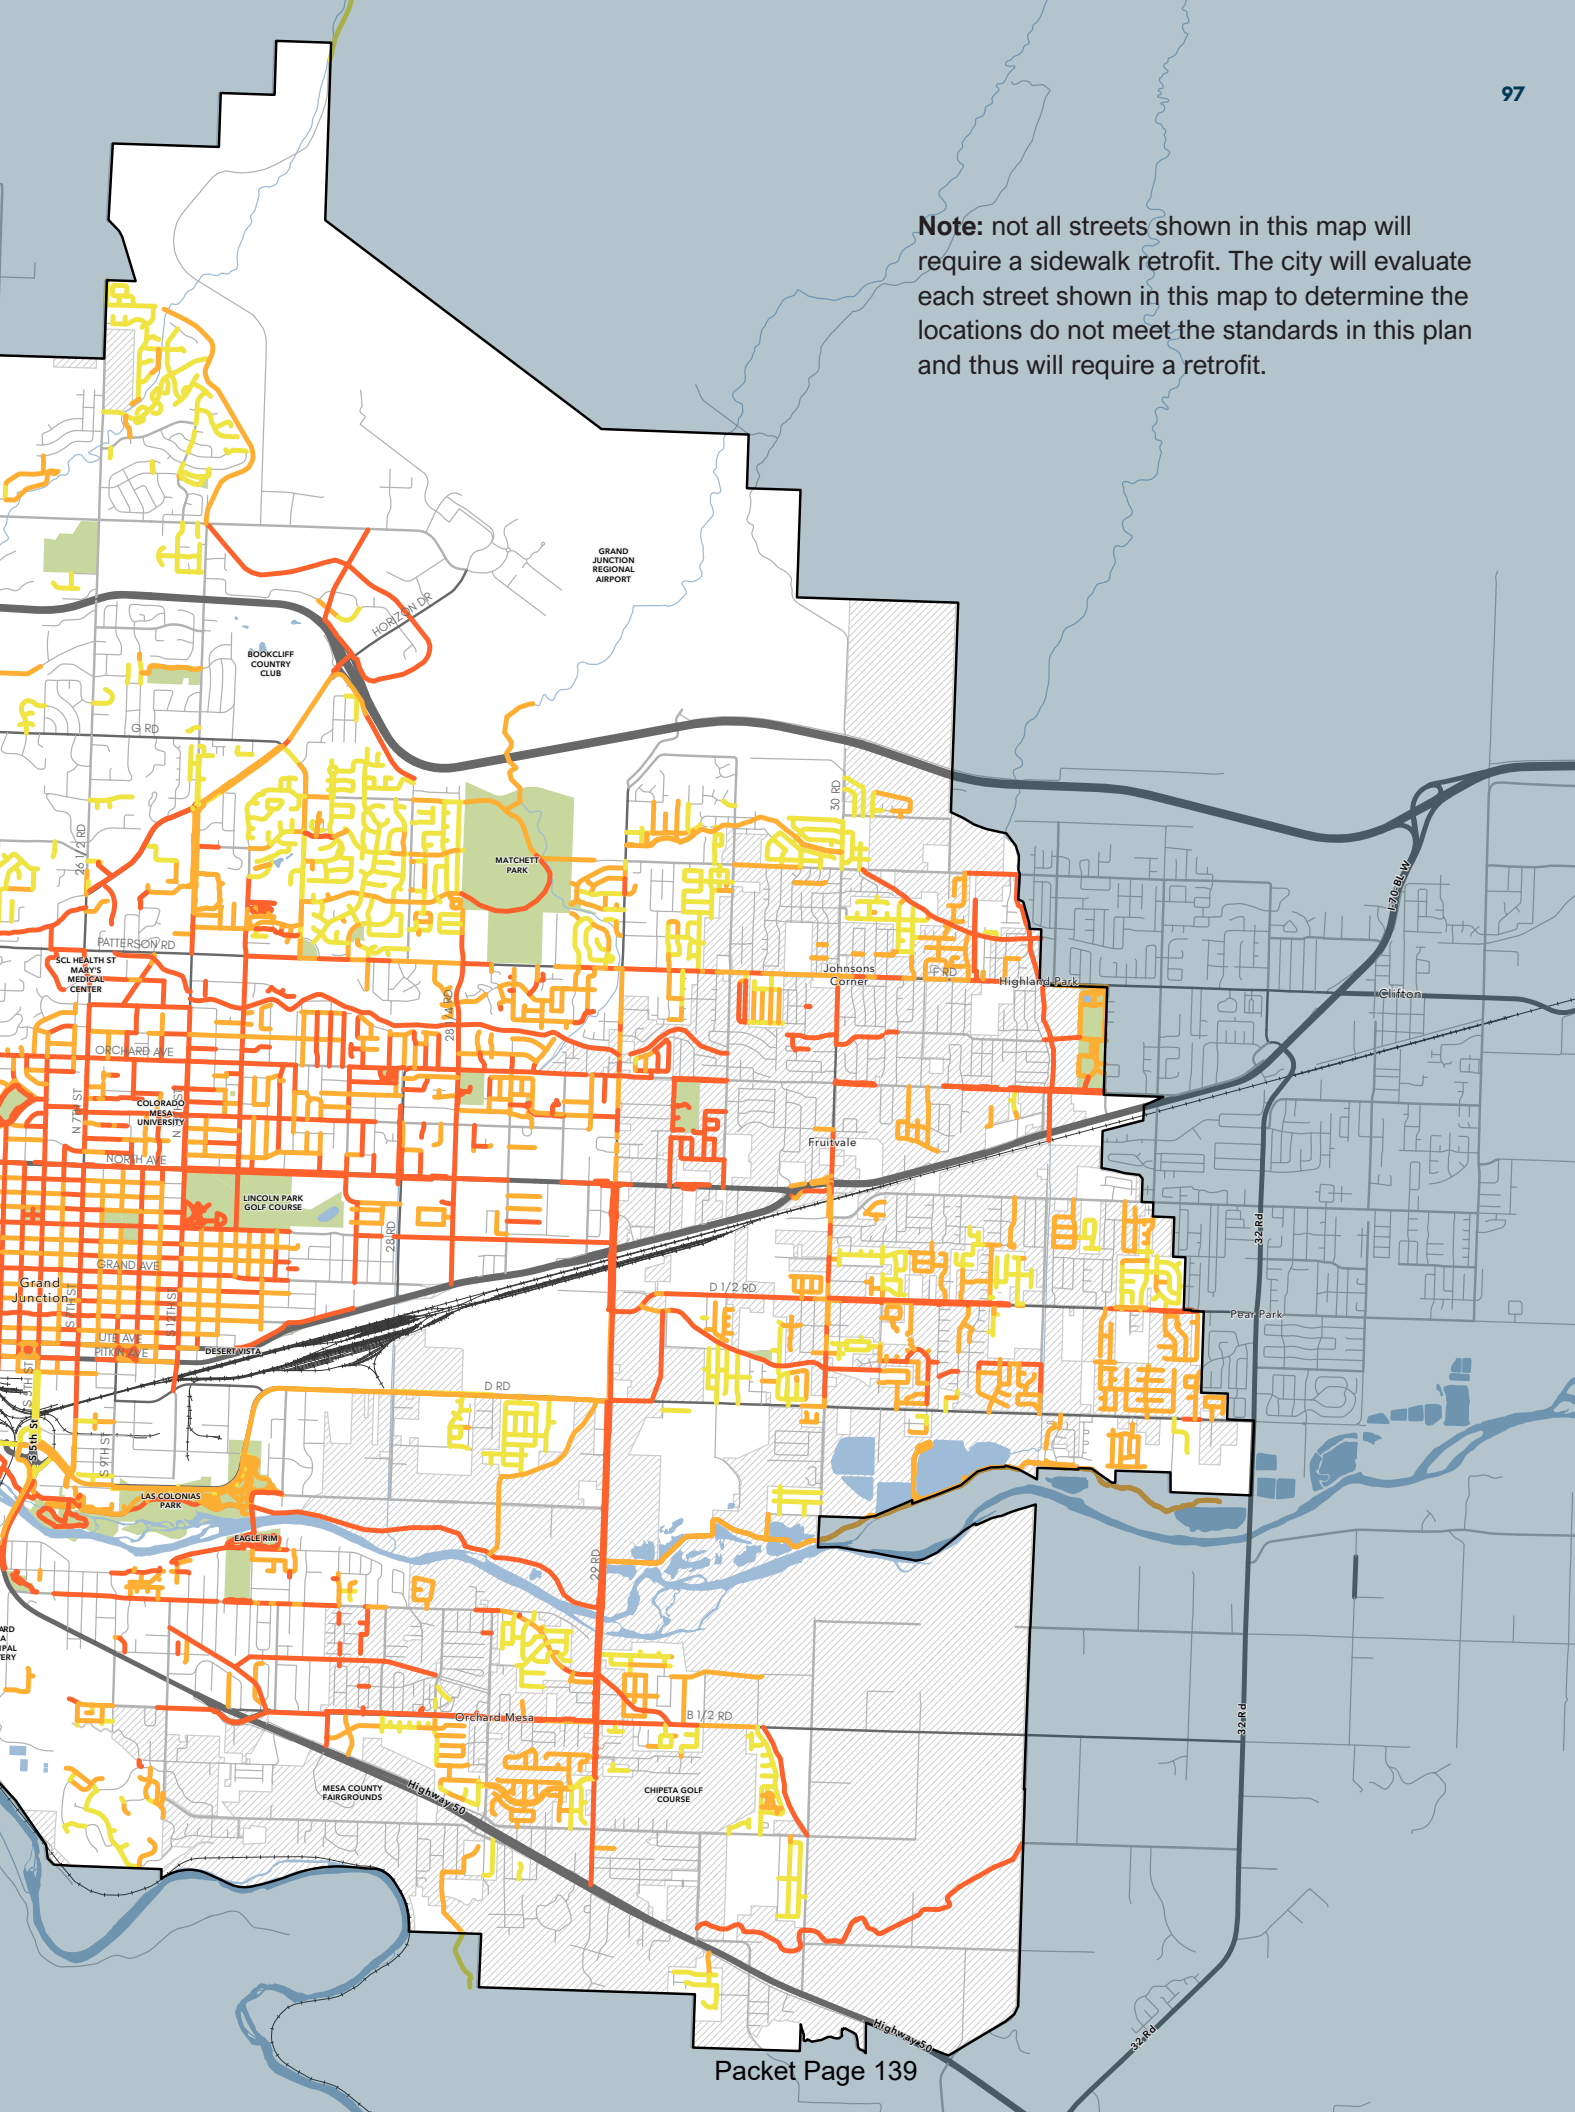 97
Note: not all streets shown in this map will
require a sidewalk retrofit. The city will evaluate
each street shown in this map to determine the
locations do not meet the standards in this plan
and thus will require a retrofit.
GRAND
JUNCTION
REGIONAL
AIRPORT
HORIZON DR
BOOKCLIFF
COUNTRY
CLUB
G RD
30 RD
26 1/2 RD
MATCHETT
PARK
I-70 BL W
PATTERSON RD
SCL HEALTH ST
MARY'S
MEDICAL
CENTER
Johnsons
Corner
F RD
Highland Park
Clifton
28 1/4 RD
ORCHARD AVE
N 7TH ST
COLORADO
MESA
UNIVERSITY
Fruitvale
NORTH AVE
LINCOLN PARK
GOLF COURSE
28 RD
32 Rd
GRAND AVE
Grand
Junction
D 1/2 RD
S 7TH ST
S 12TH ST
Pear Park
UTE AVE
PITKIN AVE
DESERT VISTA
D RD
S 5TH ST
S 5th St
S 9TH ST
LAS COLONIAS
PARK
EAGLE RIM
29 RD
Orchard Mesa
B 1/2 RD
32 Rd
MESA COUNTY
FAIRGROUNDS
Highway 50
CHIPETA GOLF
COURSE
Highway 50
32 Rd
Packet Page 139